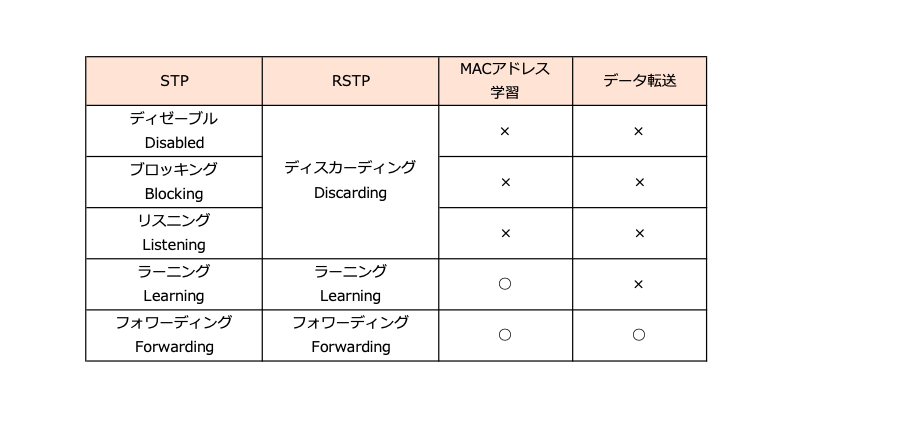 STP
RSTP
MACアドレス
学習
データ転送
ディゼーブル
Disabled
ディスカーディング
Discarding
×
×
ブロッキング
Blocking
×
×
リスニング
Listening
×
×
ラーニング
Learning
ラーニング
Learning
○
×
フォワーディング
Forwarding
フォワーディング
Forwarding
○
○